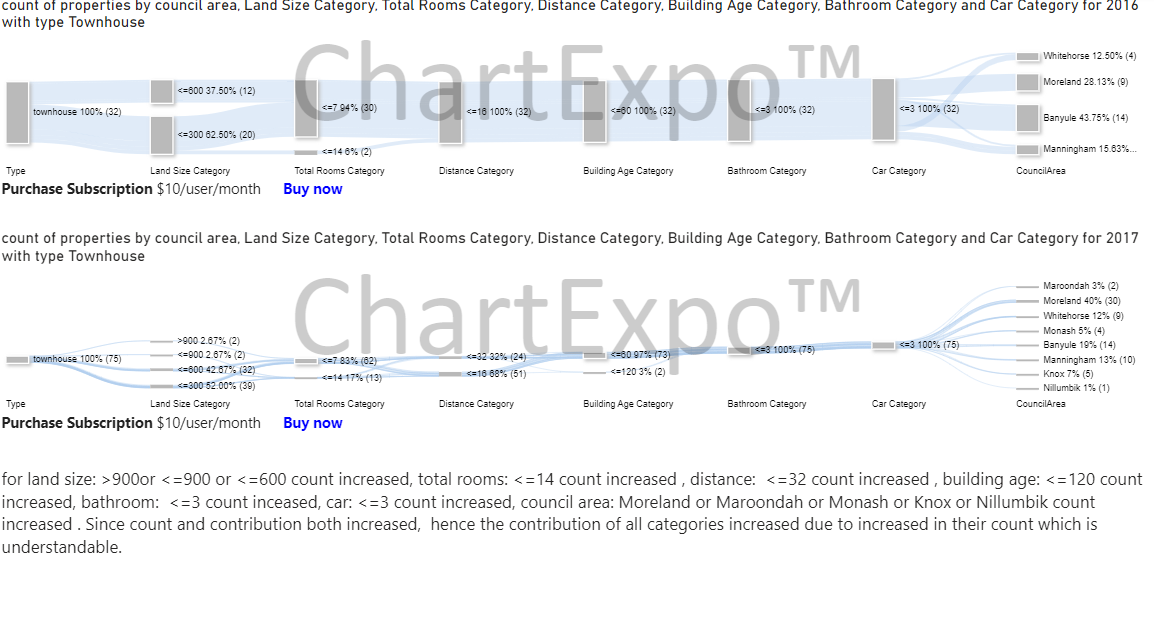 count of properties by council area, Land Size Category, Total Rooms Category, Distance Category, Building Age Category, Bathroom Category and Car Category for 2016
with type Townhouse
ChartExpo™
townhouse 100% (32)
<=600 37.50% (12)
<=300 62.50% (20)
<=7 94% (30)
<=14 6% (2)
<=16 100% (32)
<=60 100% (32)
<=3 100% (32)
<=3 100% (32)
Whitehorse 12.50% (4)
Moreland 28.13% (9)
Banyule 43.75% (14)
Manningham 15.63%...
Type
Land Size Category
Total Rooms Category
Distance Category
Building Age Category
Bathroom Category
Car Category
CouncilArea
Purchase Subscription $10/user/month Buy now
count of properties by council area, Land Size Category, Total Rooms Category, Distance Category, Building Age Category, Bathroom Category and Car Category for 2017
with type Townhouse
ChartExpo™
townhouse 100% (75)
>900 2.67% (2)
<=900 2.67% (2)
<=600 42.67% (32)
<=300 52.00% (39)
<=7 83% (62)
<=14 17% (13)
<=32 32% (24)
<=16 68% (51)
<=60 97% (73)
<=120 3% (2)
<=3 100% (75)
<=3 100% (75)
Maroondah 3% (2)
Moreland 40% (30)
Whitehorse 12% (9)
Monash 5% (4)
Banyule 19% (14)
Manningham 13% (10)
Knox 7% (5)
Nillumbik 1% (1)
Type
Land Size Category
Total Rooms Category
Distance Category
Building Age Category
Bathroom Category
Car Category
CouncilArea
Purchase Subscription $10/user/month Buy now
for land size: >900or <=900 or <=600 count increased, total rooms: <=14 count increased , distance: <=32 count increased , building age: <=120 count
increased, bathroom: <=3 count inceased, car: <=3 count increased, council area: Moreland or Maroondah or Monash or Knox or Nillumbik count
increased . Since count and contribution both increased, hence the contribution of all categories increased due to increased in their count which is
understandable.